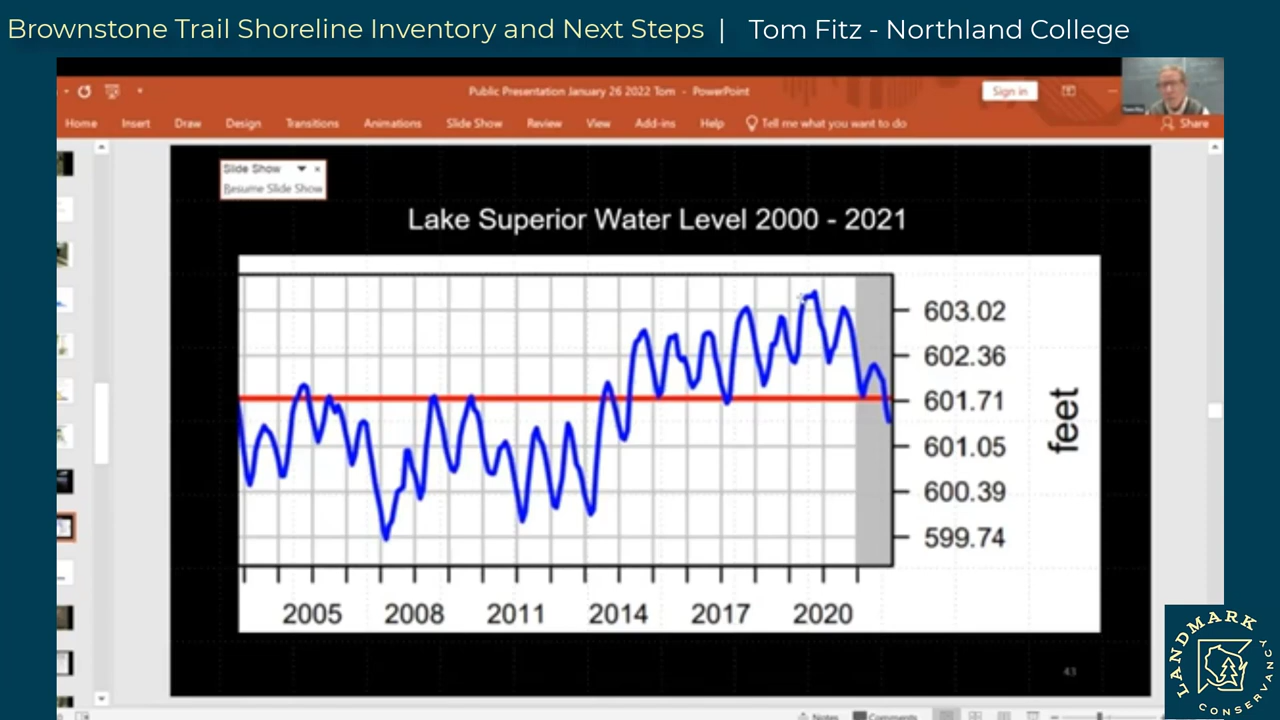 Brownstone Trail Shoreline Inventory and Next Steps | Tom Fitz - Northland College
Public Presentation January 26 2022 Tom - PowerPoint
Sign in
Home Insert Draw Design Transitions Animations Slide Show Review View Add-ins Help Tell me what you want to do Share
Slide Show
Resume Slide Show
Lake Superior Water Level 2000 - 2021
603.02
602.36
601.71
601.05
600.39
599.74
feet
2005 2008 2011 2014 2017 2020
43
Notes Comments
LANDMARK
CONSERVANCY